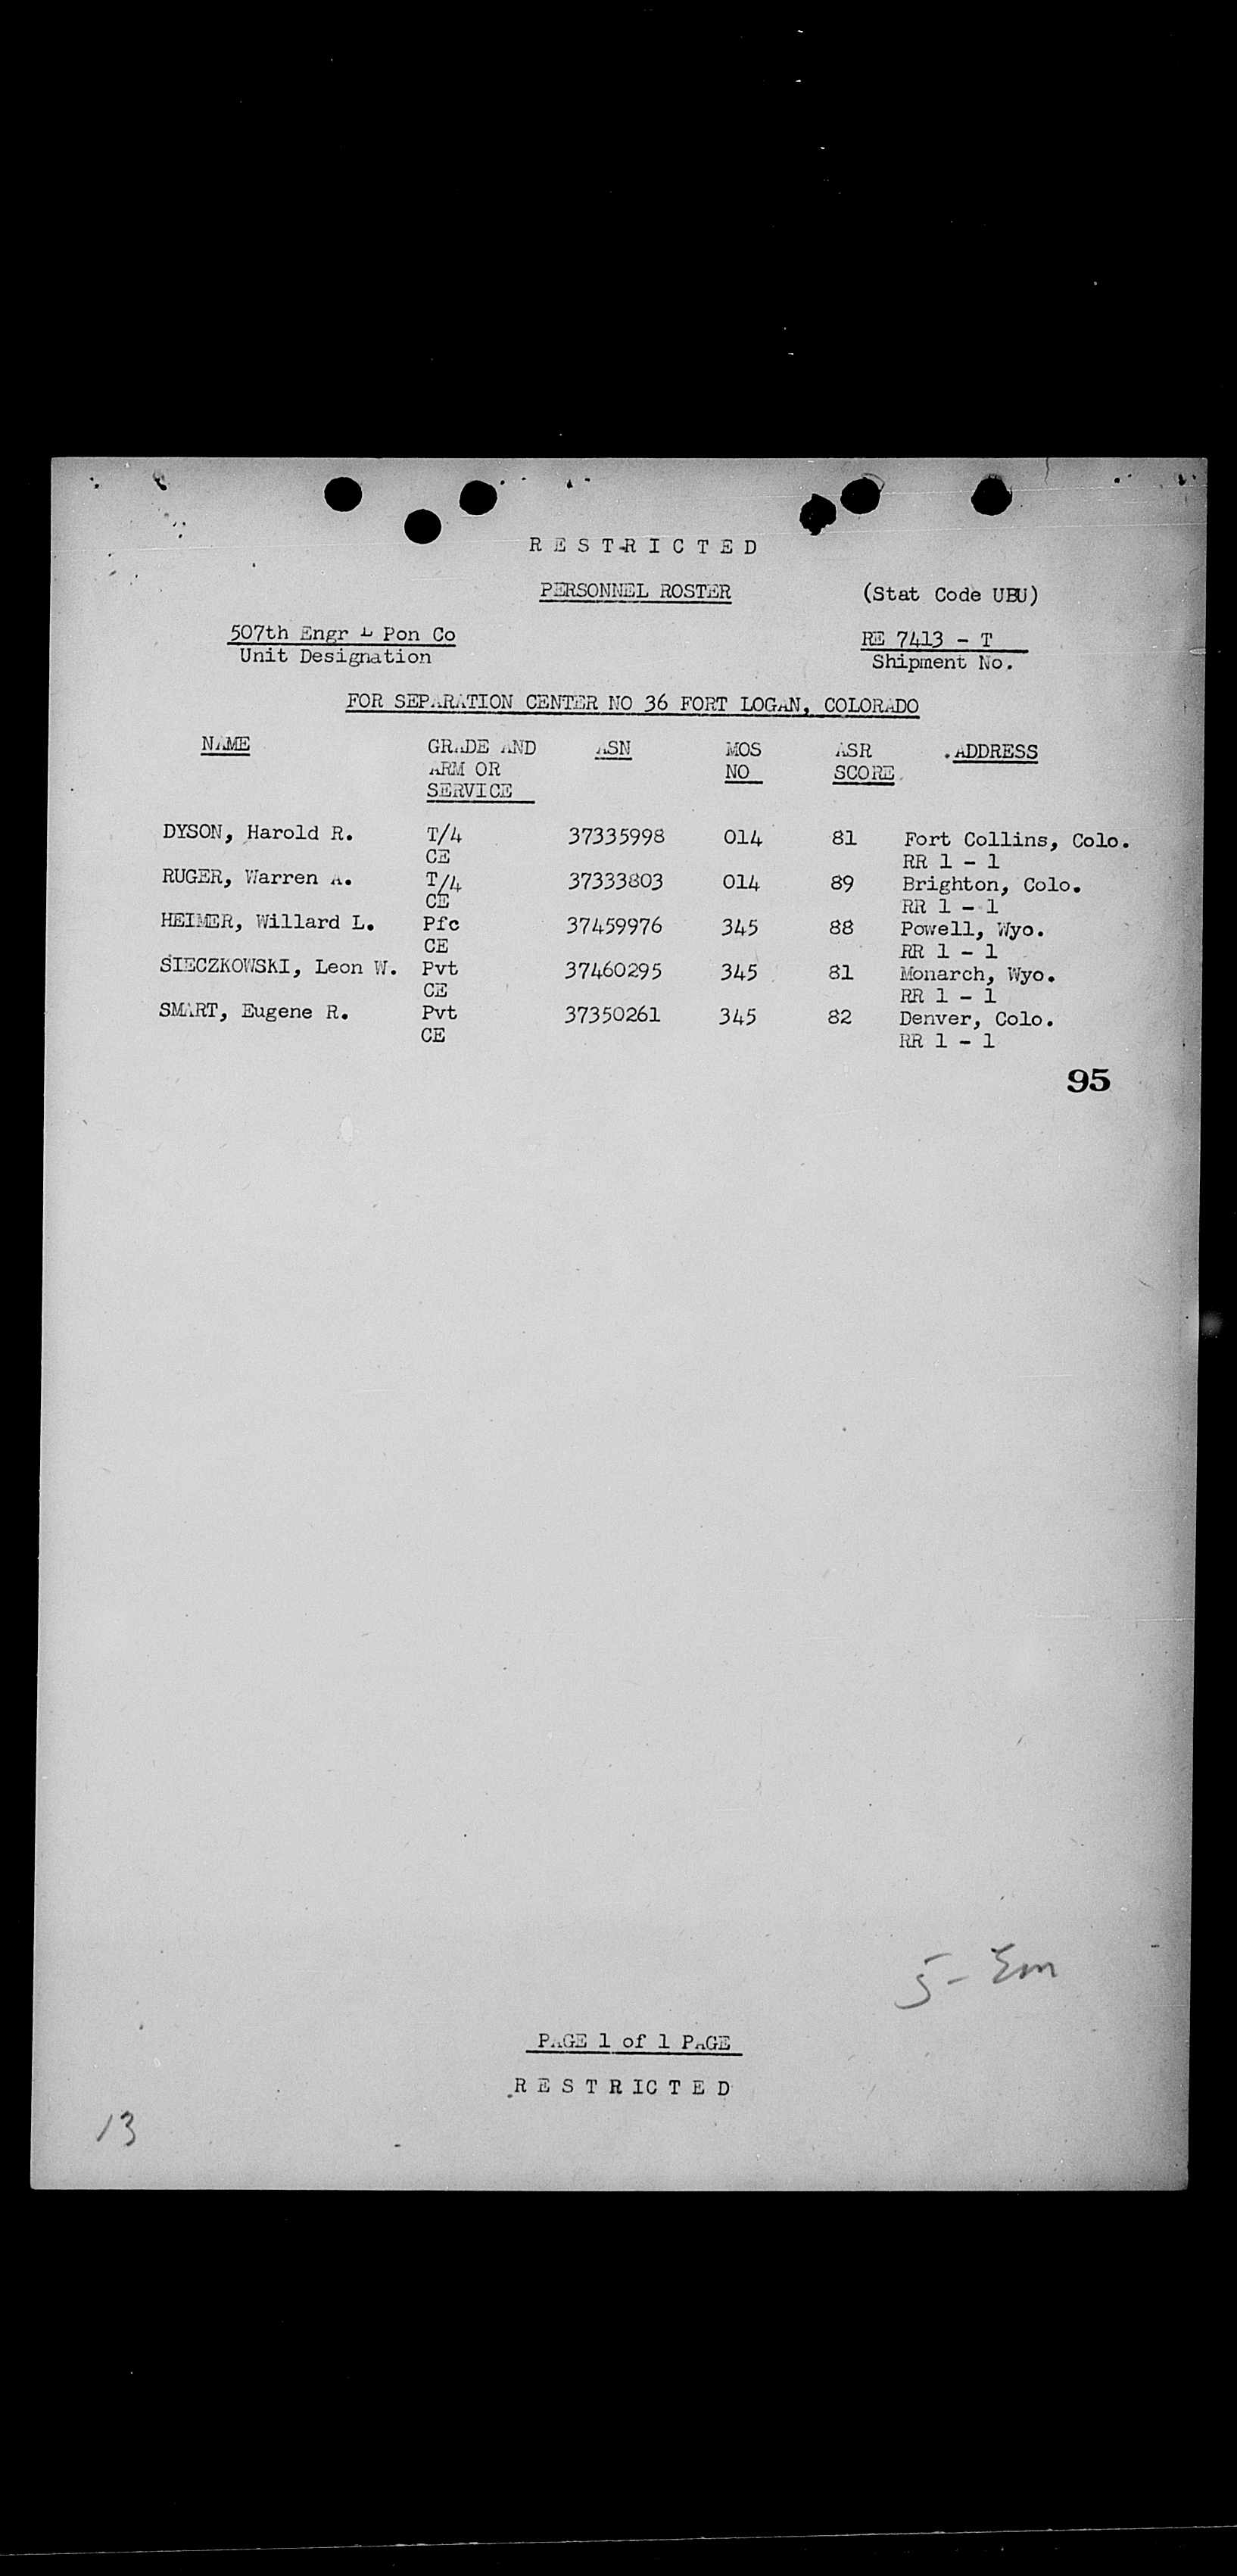 R E S T R I C T E D
PERSONNEL ROSTER (Stat Code UBU)
507th Engr L Pon Co RE 7413 - T
Unit Designation Shipment No.
FOR SEPARATION CENTER NO 36 FORT LOGAN, COLORADO
NAME GRADE AND ASN MOS ASR ADDRESS
ARM OR NO SCORE
SERVICE
DYSON, Harold R. T/4 37335998 014 81 Fort Collins, Colo.
CE RR 1 - 1
RUGER, Warren A. T/4 37333803 014 89 Brighton, Colo.
CE RR 1 - 1
HEIMER, Willard L. Pfc 37459976 345 88 Powell, Wyo.
CE RR 1 - 1
SIECZKOWSKI, Leon W. Pvt 37460295 345 81 Monarch, Wyo.
CE RR 1 - 1
SMART, Eugene R. Pvt 37350261 345 82 Denver, Colo.
CE RR 1 - 1
95
5 - Em
PAGE 1 of 1 PAGE
R E S T R I C T E D
13